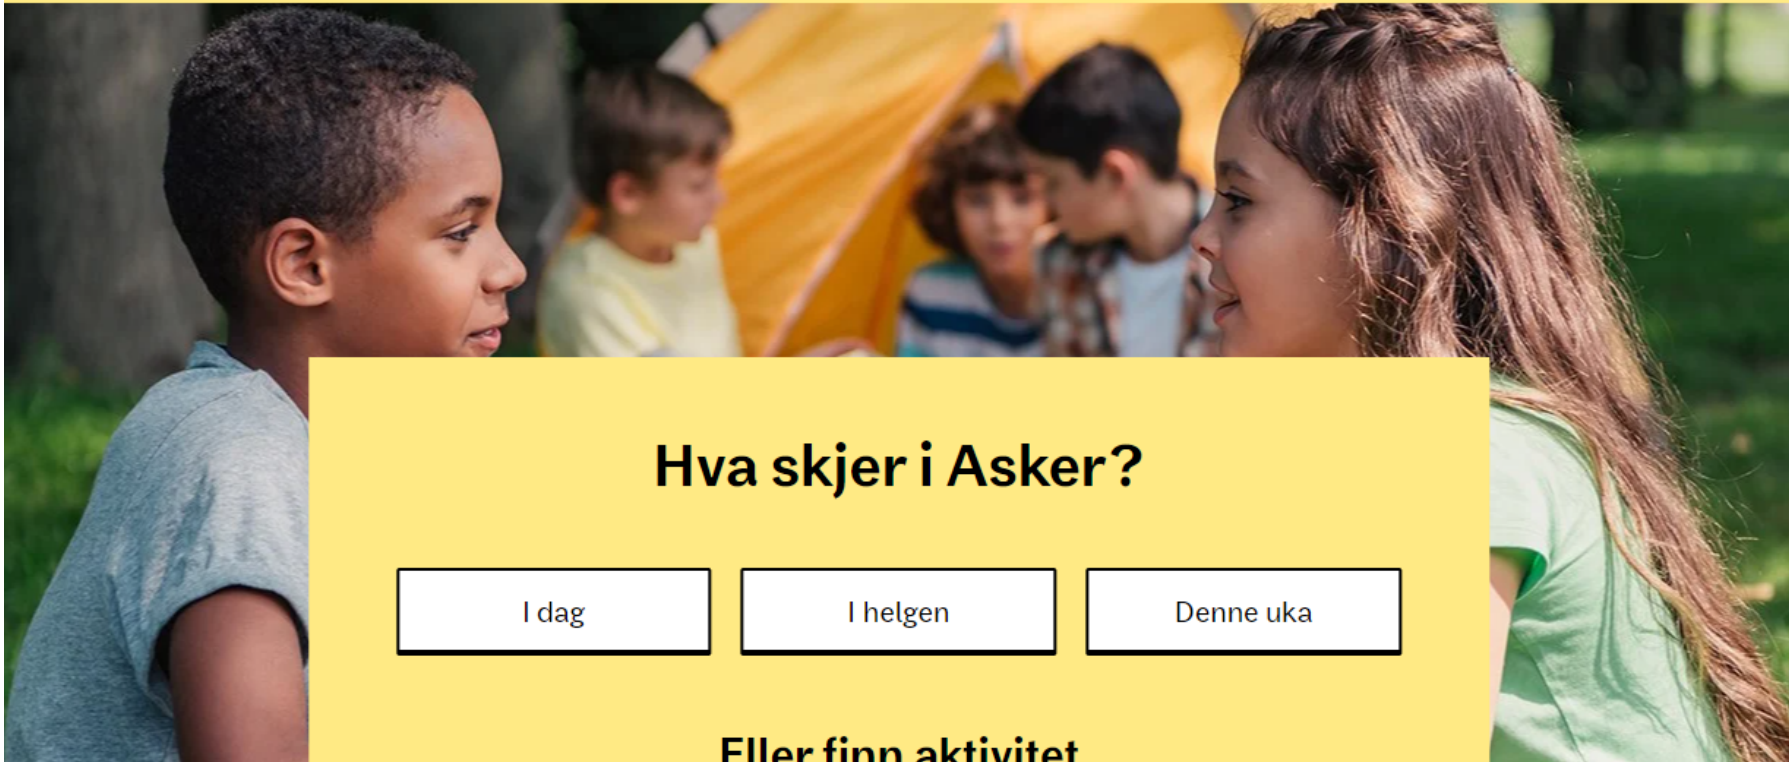 Hva skjer i Asker?
I dag
I helgen
Denne uka
Eller finn aktivitet